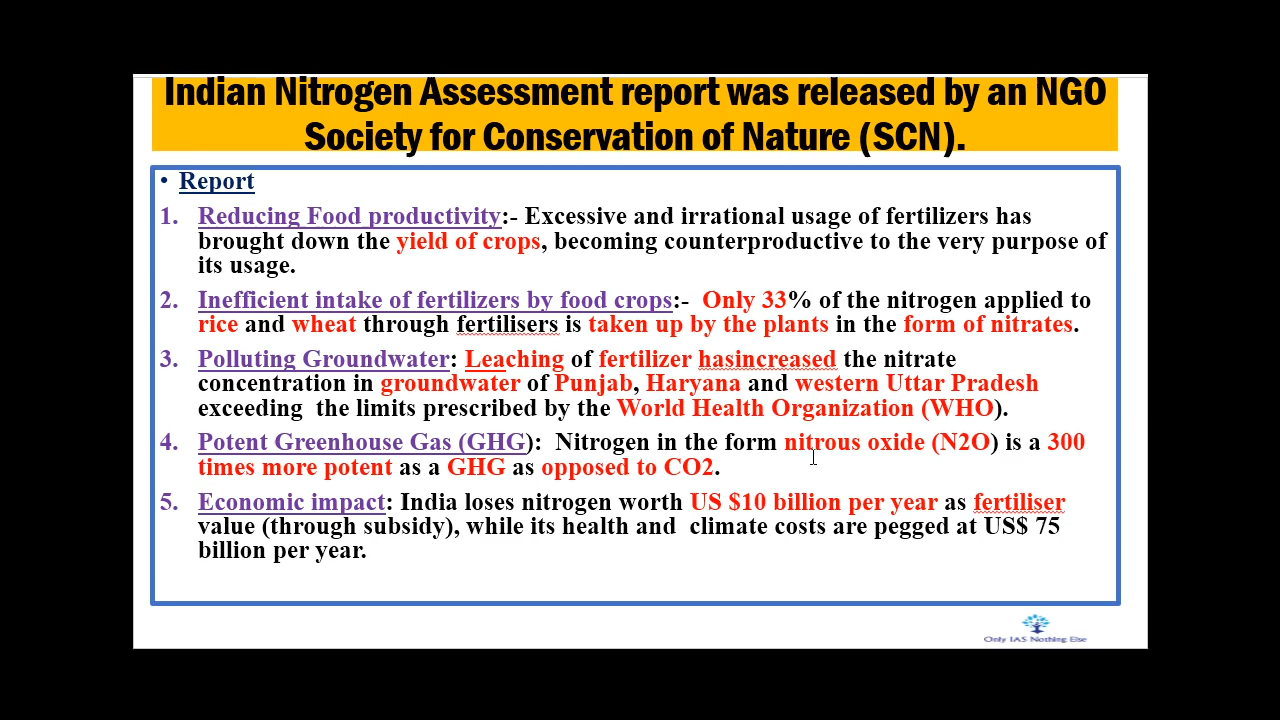 Indian Nitrogen Assessment report was released by an NGO
Society for Conservation of Nature (SCN).
• Report
1. Reducing Food productivity:- Excessive and irrational usage of fertilizers has
brought down the yield of crops, becoming counterproductive to the very purpose of
its usage.
2. Inefficient intake of fertilizers by food crops:- Only 33% of the nitrogen applied to
rice and wheat through fertilisers is taken up by the plants in the form of nitrates.
3. Polluting Groundwater: Leaching of fertilizer hasincreased the nitrate
concentration in groundwater of Punjab, Haryana and western Uttar Pradesh
exceeding the limits prescribed by the World Health Organization (WHO).
4. Potent Greenhouse Gas (GHG): Nitrogen in the form nitrous oxide (N2O) is a 300
times more potent as a GHG as opposed to CO2.
5. Economic impact: India loses nitrogen worth US $10 billion per year as fertiliser
value (through subsidy), while its health and climate costs are pegged at US$ 75
billion per year.
Only IAS Nothing Else